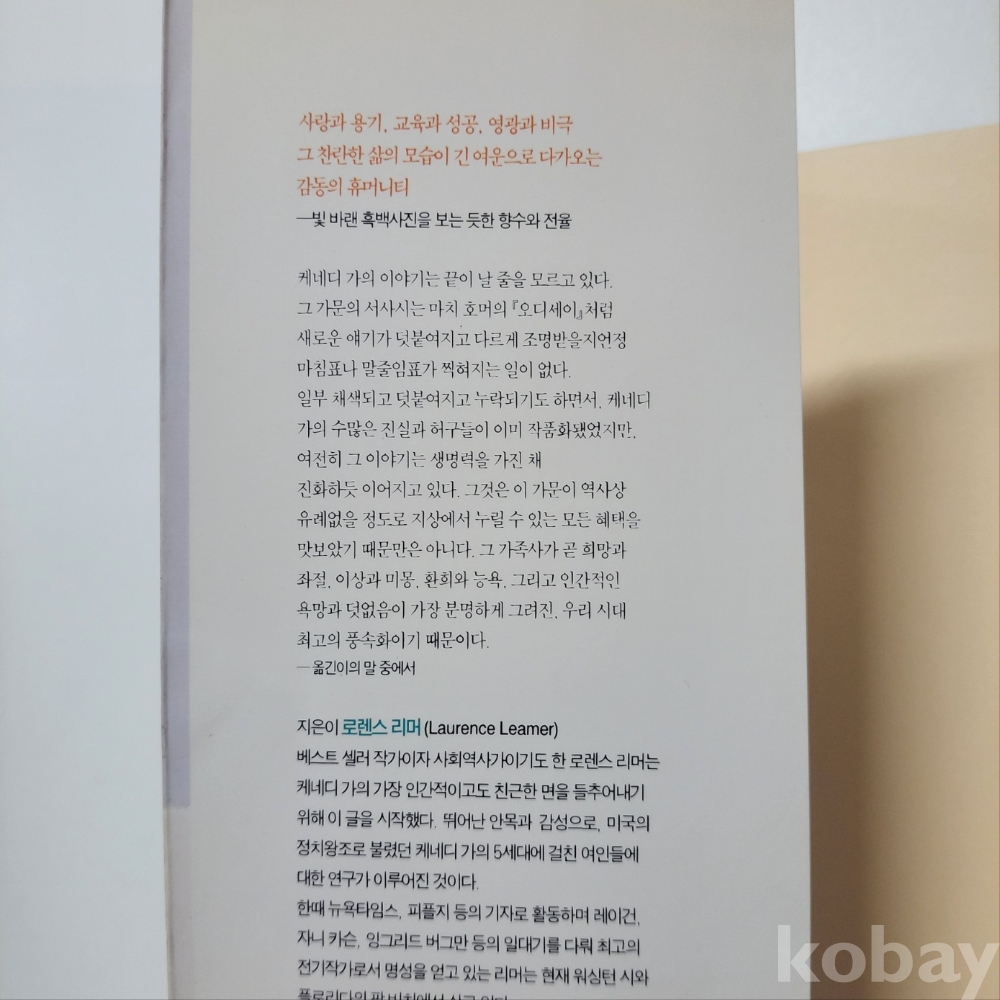 사랑과 용기, 교육과 성공, 영광과 비극
그 찬란한 삶의 모습이 긴 여운으로 다가오는
감동의 휴머니티
—빛 바랜 흑백사진을 보는 듯한 향수와 전율
케네디 가의 이야기는 끝이 날 줄을 모르고 있다.
그 가문의 서사시는 마치 호머의 『오디세이』처럼
새로운 얘기가 덧붙여지고 다르게 조명받을지언정
마침표나 말줄임표가 찍혀지는 일이 없다.
일부 채색되고 덧붙여지고 누락되기도 하면서, 케네디
가의 수많은 진실과 허구들이 이미 작품화됐었지만,
여전히 그 이야기는 생명력을 가진 채
진화하듯 이어지고 있다. 그것은 이 가문이 역사상
유례없을 정도로 지상에서 누릴 수 있는 모든 혜택을
맛보았기 때문만은 아니다. 그 가족사가 곧 희망과
좌절, 이상과 미몽, 환희와 능욕, 그리고 인간적인
욕망과 덧없음이 가장 분명하게 그려진, 우리 시대
최고의 풍속화이기 때문이다.
— 옮긴이의 말 중에서
지은이 로렌스 리머 (Laurence Leamer)
베스트 셀러 작가이자 사회역사가이기도 한 로렌스 리머는
케네디 가의 가장 인간적이고도 친근한 면을 들추어내기
위해 이 글을 시작했다. 뛰어난 안목과 감성으로, 미국의
정치왕조로 불렸던 케네디 가의 5세대에 걸친 여인들에
대한 연구가 이루어진 것이다.
한때 뉴욕타임스, 피플지 등의 기자로 활동하며 레이건,
자니 카슨, 잉그리드 버그만 등의 일대기를 다뤄 최고의
전기작가로서 명성을 얻고 있는 리머는 현재 워싱턴 시와
플로리다의 팜 비치에서 살고 있다.
kobay